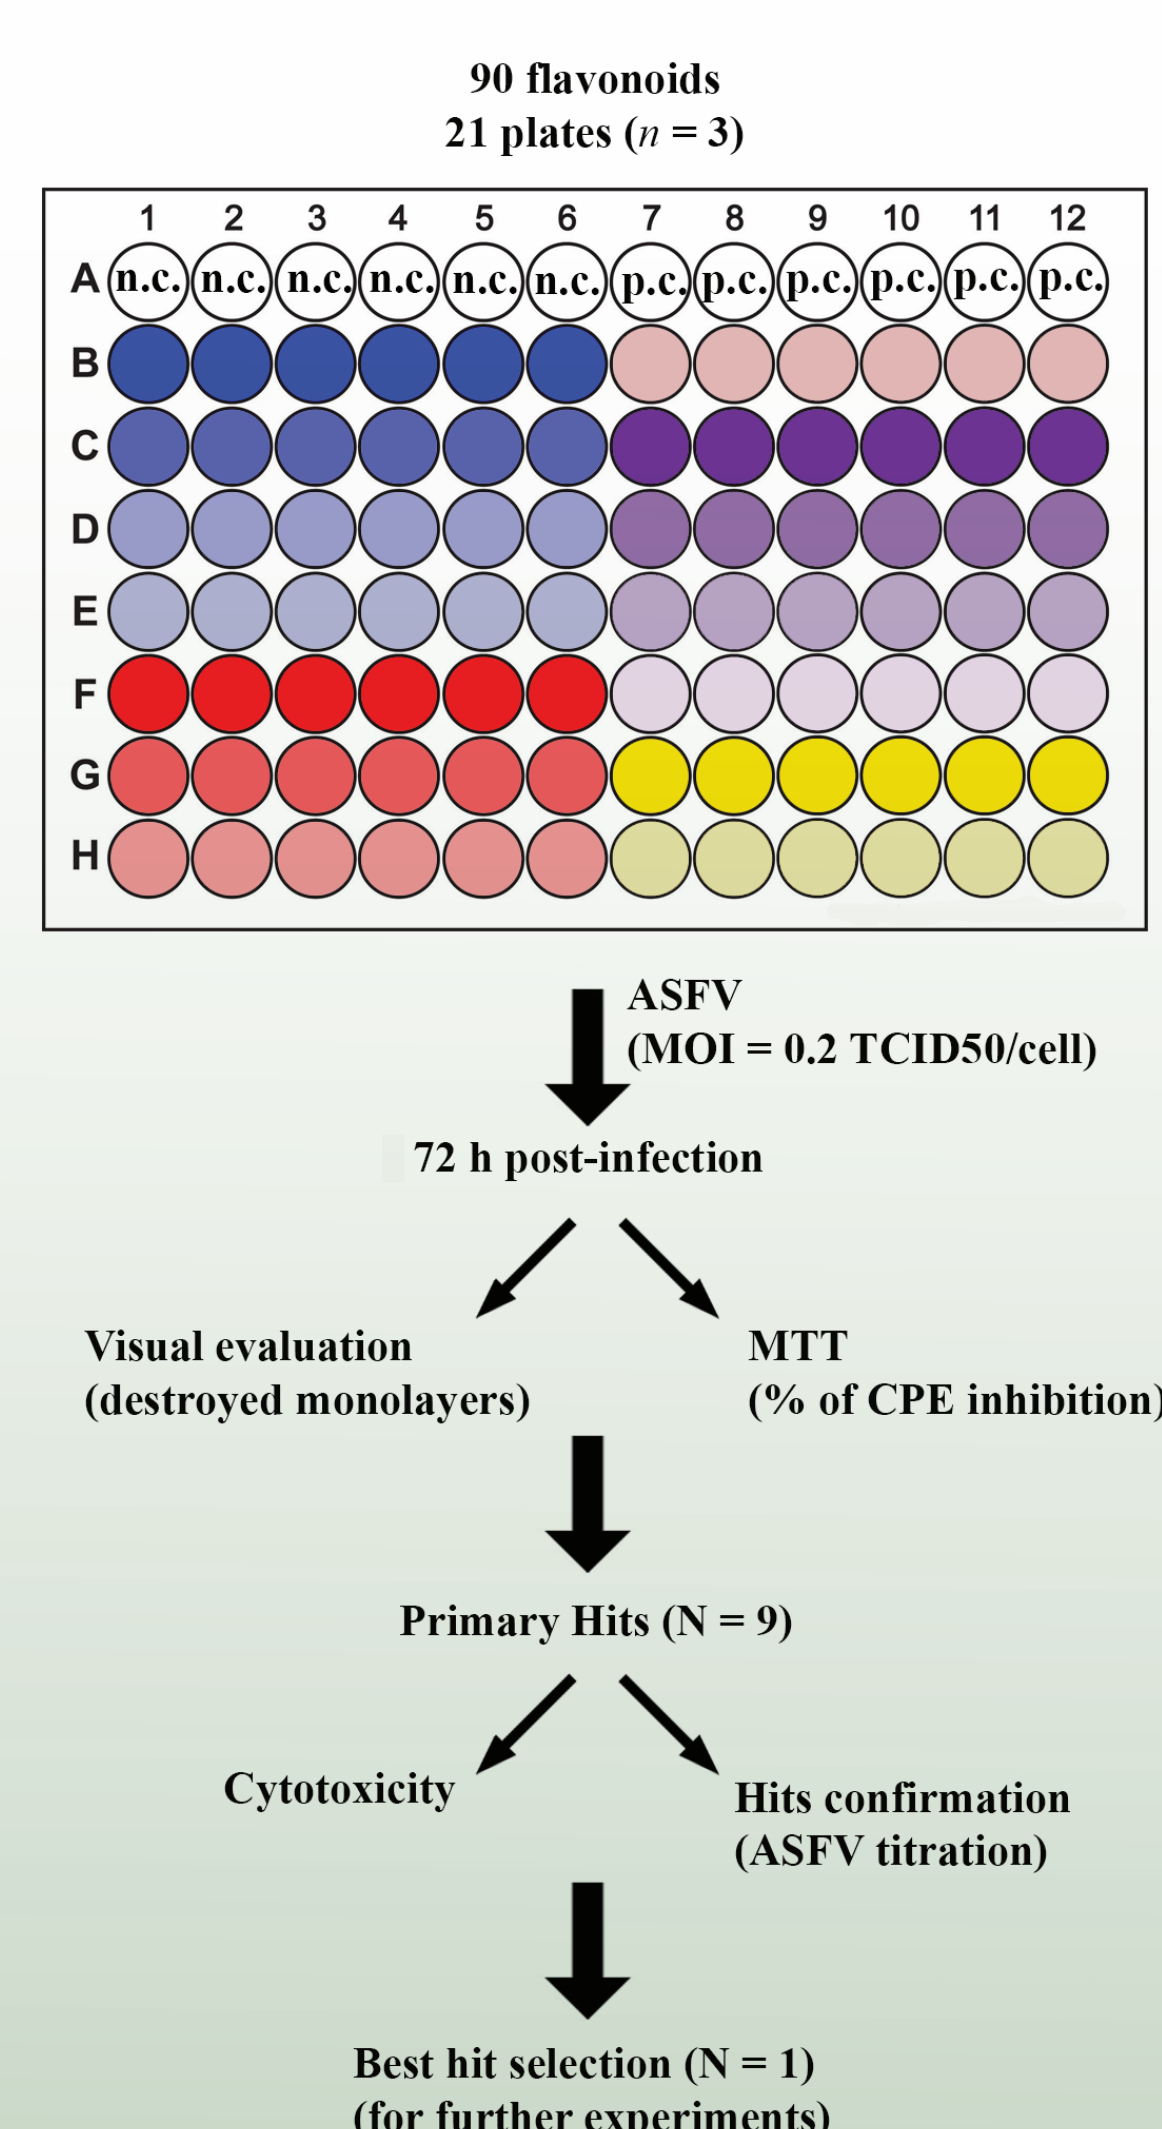 90 flavonoids
21 plates (n = 3)
1 2 3 4 5 6 7 8 9 10 11 12
A n.c. n.c. n.c. n.c. n.c. n.c. p.c. p.c. p.c. p.c. p.c. p.c.
B
C
D
E
F
G
H
ASFV
(MOI = 0.2 TCID50/cell)
72 h post-infection
Visual evaluation
(destroyed monolayers)
MTT
(% of CPE inhibition)
Primary Hits (N = 9)
Cytotoxicity
Hits confirmation
(ASFV titration)
Best hit selection (N = 1)
(for further experiments)